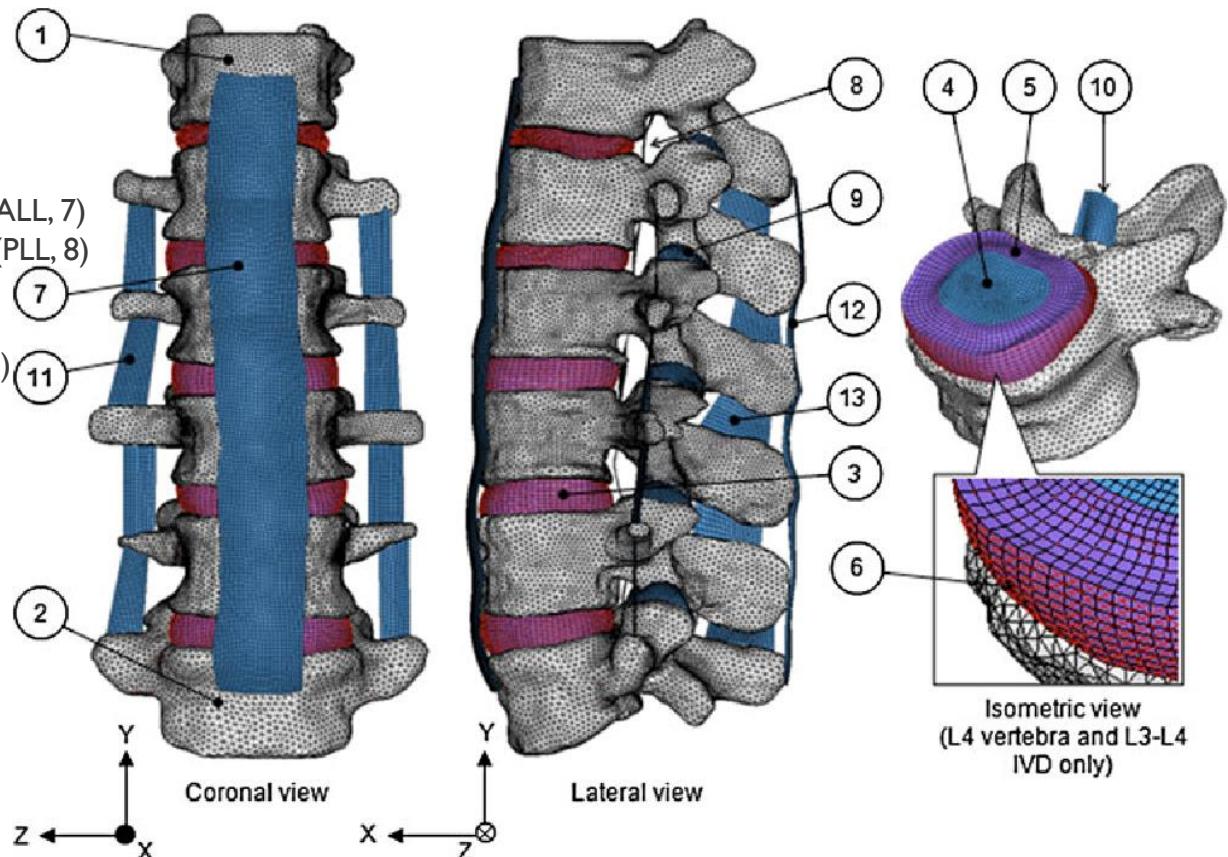 1
8
4
5
10
ALL, 7)
(PLL, 8)
9
7
12
)
11
13
3
6
2
Isometric view
(L4 vertebra and L3-L4
IVD only)
Y
Y
Coronal view
Lateral view
Z
X
X
Z